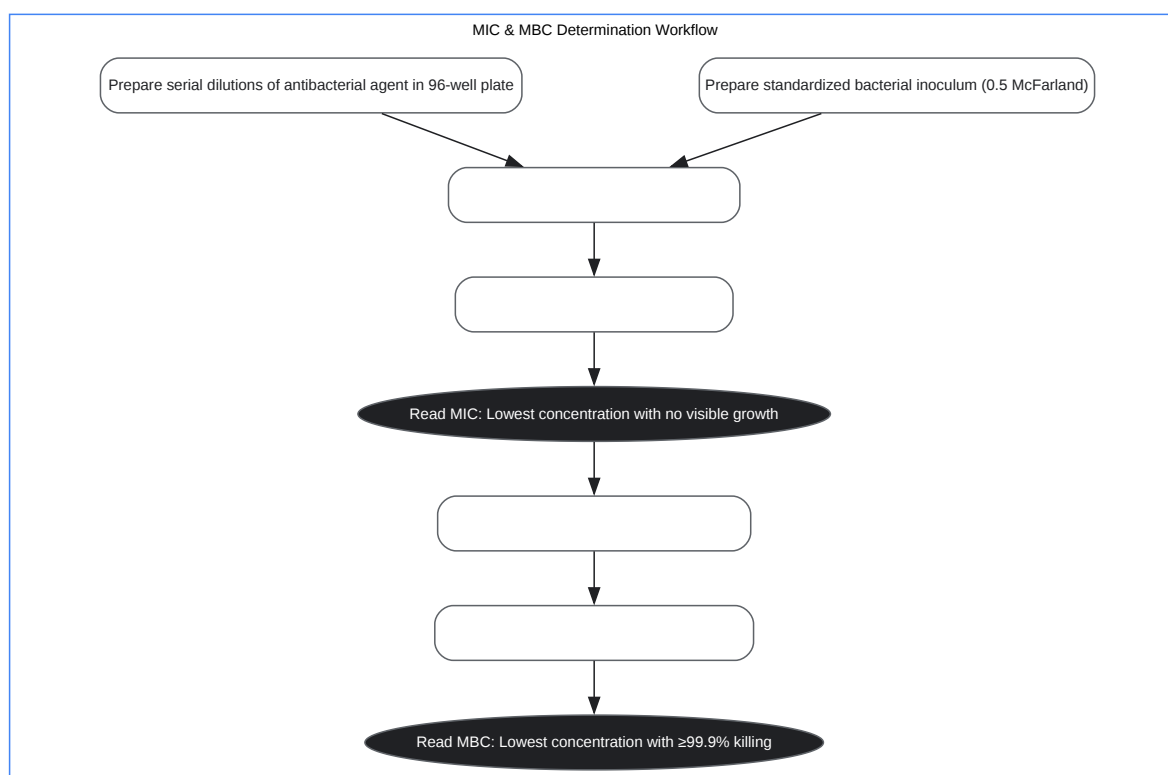 MIC & MBC Determination Workflow
Prepare serial dilutions of antibacterial agent in 96-well plate
Prepare standardized bacterial inoculum (0.5 McFarland)
Read MIC: Lowest concentration with no visible growth
Read MBC: Lowest concentration with ≥99.9% killing